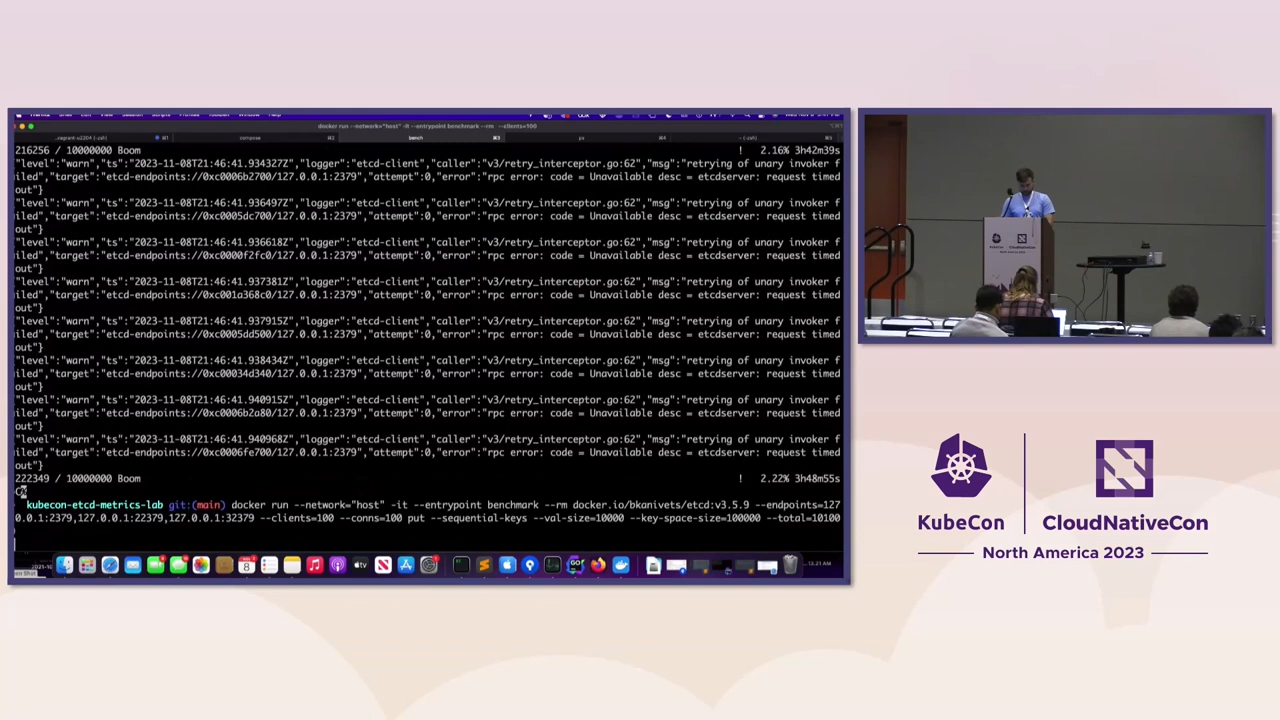 docker run --network="host" -it --entrypoint benchmark --rm --clients=100
compose
bench
216256 / 10000000 Boom ! 2.16% 3h42m39s
"level":"warn","ts":"2023-11-08T21:46:41.934327Z","logger":"etcd-client","caller":"v3/retry_interceptor.go:62","msg":"retrying of unary invoker f
iled","target":"etcd-endpoints://0xc0006b2700/127.0.0.1:2379","attempt":0,"error":"rpc error: code = Unavailable desc = etcdserver: request timed
out"}
"level":"warn","ts":"2023-11-08T21:46:41.936497Z","logger":"etcd-client","caller":"v3/retry_interceptor.go:62","msg":"retrying of unary invoker f
iled","target":"etcd-endpoints://0xc0005dc700/127.0.0.1:2379","attempt":0,"error":"rpc error: code = Unavailable desc = etcdserver: request timed
out"}
"level":"warn","ts":"2023-11-08T21:46:41.936618Z","logger":"etcd-client","caller":"v3/retry_interceptor.go:62","msg":"retrying of unary invoker f
iled","target":"etcd-endpoints://0xc0000f2fc0/127.0.0.1:2379","attempt":0,"error":"rpc error: code = Unavailable desc = etcdserver: request timed
out"}
"level":"warn","ts":"2023-11-08T21:46:41.937381Z","logger":"etcd-client","caller":"v3/retry_interceptor.go:62","msg":"retrying of unary invoker f
iled","target":"etcd-endpoints://0xc001a368c0/127.0.0.1:2379","attempt":0,"error":"rpc error: code = Unavailable desc = etcdserver: request timed
out"}
"level":"warn","ts":"2023-11-08T21:46:41.937915Z","logger":"etcd-client","caller":"v3/retry_interceptor.go:62","msg":"retrying of unary invoker f
iled","target":"etcd-endpoints://0xc0005dd500/127.0.0.1:2379","attempt":0,"error":"rpc error: code = Unavailable desc = etcdserver: request timed
out"}
"level":"warn","ts":"2023-11-08T21:46:41.938434Z","logger":"etcd-client","caller":"v3/retry_interceptor.go:62","msg":"retrying of unary invoker f
iled","target":"etcd-endpoints://0xc00034d340/127.0.0.1:2379","attempt":0,"error":"rpc error: code = Unavailable desc = etcdserver: request timed
out"}
"level":"warn","ts":"2023-11-08T21:46:41.940915Z","logger":"etcd-client","caller":"v3/retry_interceptor.go:62","msg":"retrying of unary invoker f
iled","target":"etcd-endpoints://0xc0006b2a80/127.0.0.1:2379","attempt":0,"error":"rpc error: code = Unavailable desc = etcdserver: request timed
out"}
"level":"warn","ts":"2023-11-08T21:46:41.940968Z","logger":"etcd-client","caller":"v3/retry_interceptor.go:62","msg":"retrying of unary invoker f
iled","target":"etcd-endpoints://0xc0006fe700/127.0.0.1:2379","attempt":0,"error":"rpc error: code = Unavailable desc = etcdserver: request timed
out"}
222349 / 10000000 Boom ! 2.22% 3h48m55s
kubecon-etcd-metrics-lab git:(main) docker run --network="host" -it --entrypoint benchmark --rm docker.io/bkanivets/etcd:v3.5.9 --endpoints=127
0.0.1:2379,127.0.0.1:22379,127.0.0.1:32379 --clients=100 --conns=100 put --sequential-keys --val-size=10000 --key-space-size=100000 --total=10100
KubeCon
CloudNativeCon
North America 2023